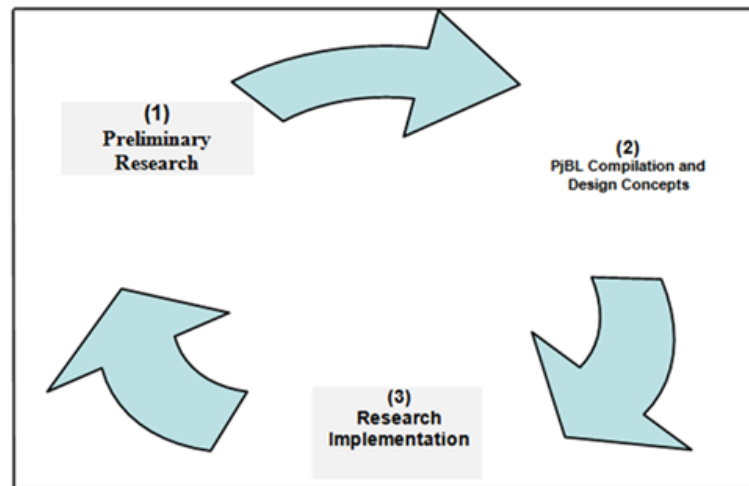 (1)
Preliminary
Research
(2)
PjBL Compilation and
Design Concepts
(3)
Research
Implementation